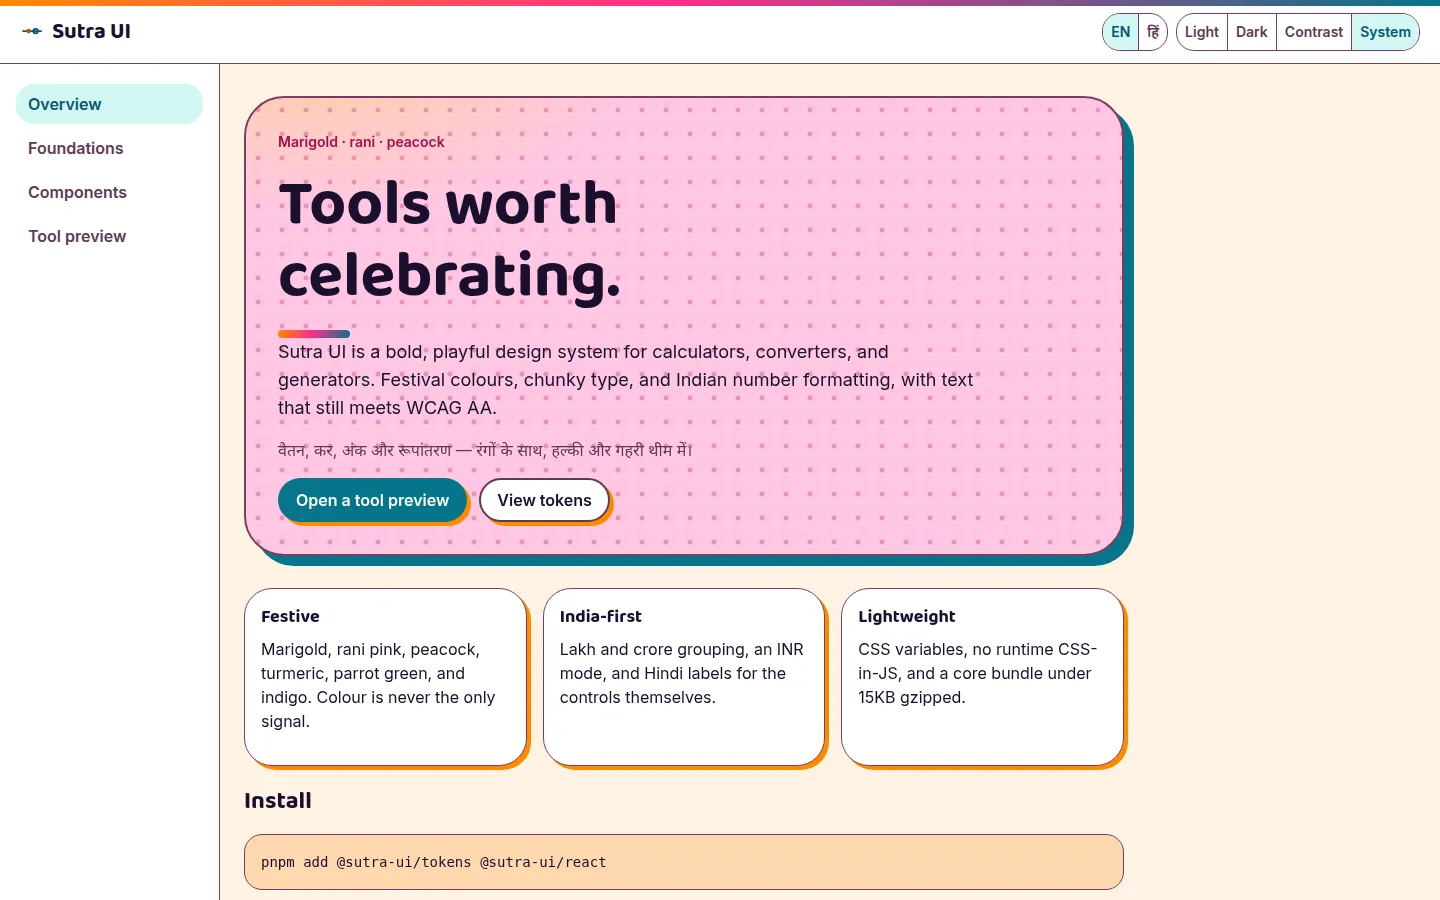 Sutra UI
EN
हिं
Light
Dark
Contrast
System
Overview
Foundations
Components
Tool preview
Marigold · rani · peacock
Tools worth
celebrating.
Sutra UI is a bold, playful design system for calculators, converters, and
generators. Festival colours, chunky type, and Indian number formatting, with text
that still meets WCAG AA.
वेतन, कर, अंक और रूपांतरण — रंगों के साथ, हल्की और गहरी थीम में।
Open a tool preview
View tokens
Festive
Marigold, rani pink, peacock,
turmeric, parrot green, and
indigo. Colour is never the only
signal.
India-first
Lakh and crore grouping, an INR
mode, and Hindi labels for the
controls themselves.
Lightweight
CSS variables, no runtime CSS-
in-JS, and a core bundle under
15KB gzipped.
Install
pnpm add @sutra-ui/tokens @sutra-ui/react